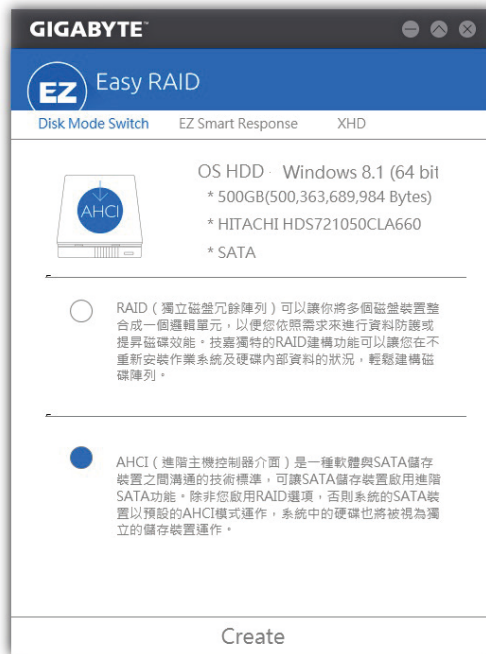 GIGABYTE™
EZ Easy RAID
Disk Mode Switch EZ Smart Response XHD
AHCI
OS HDD Windows 8.1 (64 bit
* 500GB(500,363,689,984 Bytes)
* HITACHI HDS721050CLA660
* SATA
RAID（獨立磁盤冗餘陣列）可以讓你將多個磁盤裝置整
合成一個邏輯單元，以便您依照需求來進行資料防護或
提昇磁碟效能。技嘉獨特的RAID建構功能可以讓您在不
重新安裝作業系統及硬碟內部資料的狀況，輕鬆建構磁
碟陣列。
AHCI（進階主機控制器介面）是一種軟體與SATA儲存
裝置之間溝通的技術標準，可讓SATA儲存裝置啟用進階
SATA功能。除非您啟用RAID選項，否則系統的SATA裝
置以預設的AHCI模式運作，系統中的硬碟也將被視為獨
立的儲存裝置運作。
Create